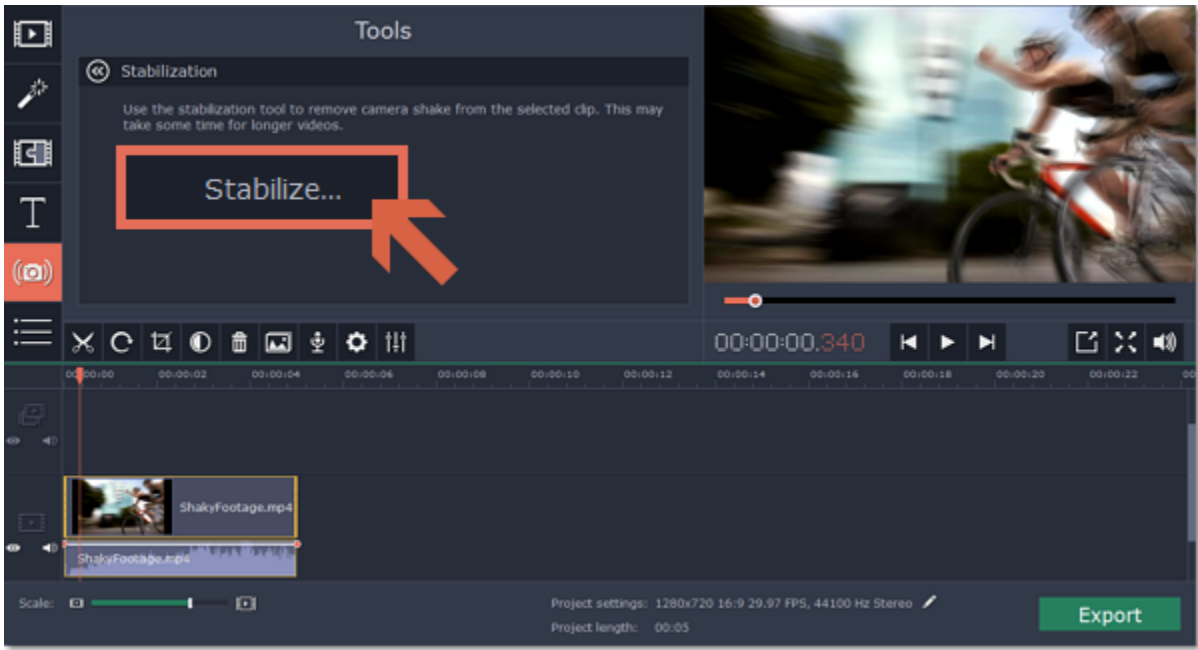 Tools
Stabilization
Use the stabilization tool to remove camera shake from the selected clip. This may
take some time for longer videos.
Stabilize...
T
00:00:00.340
00:00:00 00:00:02 00:00:04 00:00:06 00:00:08 00:00:10 00:00:12 00:00:14 00:00:16 00:00:18 00:00:20 00:00:22 00
ShakyFootage.mp4
ShakyFootage.mp4
Scale:
Project settings: 1280x720 16:9 29.97 FPS, 44100 Hz Stereo
Project length: 00:05
Export